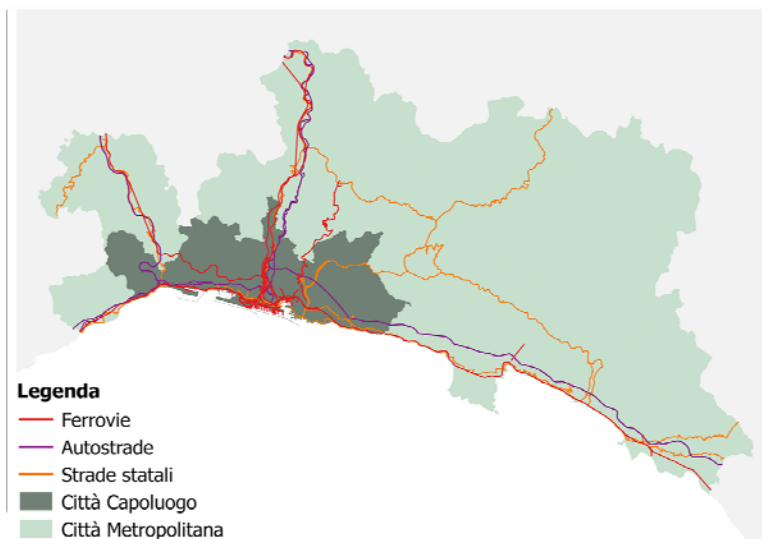 Legenda
Ferrovie
Autostrade
Strade statali
Città Capoluogo
Città Metropolitana